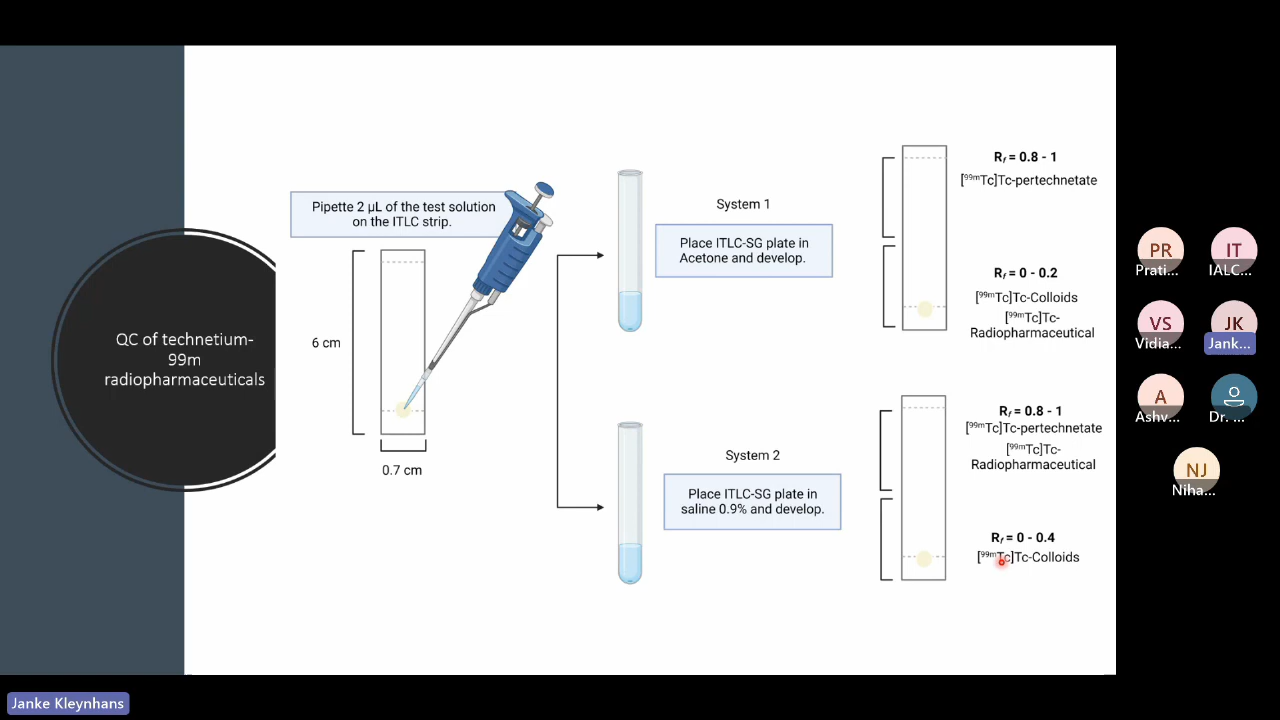 QC of technetium-
99m
radiopharmaceuticals
Pipette 2 µL of the test solution
on the ITLC strip.
6 cm
0.7 cm
System 1
Place ITLC-SG plate in
Acetone and develop.
Rf = 0.8 - 1
[99mTc]Tc-pertechnetate
Rf = 0 - 0.2
[99mTc]Tc-Colloids
[99mTc]Tc-
Radiopharmaceutical
System 2
Place ITLC-SG plate in
saline 0.9% and develop.
Rf = 0.8 - 1
[99mTc]Tc-pertechnetate
[99mTc]Tc-
Radiopharmaceutical
Rf = 0 - 0.4
[99mTc]Tc-Colloids
PR
Prati...
IT
IALC...
VS
Vidia...
JK
Jank...
A
Ashv...
Dr. ...
NJ
Niha...
Janke Kleynhans